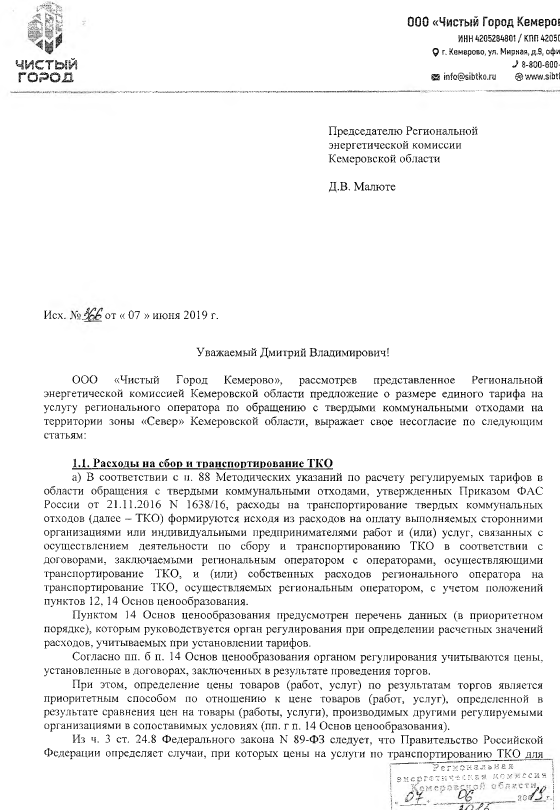 ЧИСТЫЙ
ГОРОД
ООО «Чистый Город Кемеров
ИНН 4205284801 / КПП 42050
г. Кемерово, ул. Мирная, д.9, офи
8-800-600-
info@sibtko.ru
www.sibt
Председателю Региональной
энергетической комиссии
Кемеровской области
Д.В. Малюте
Исх. №366 от « 07 » июня 2019 г.
Уважаемый Дмитрий Владимирович!
ООО «Чистый Город Кемерово», рассмотрев представленное Региональной
энергетической комиссией Кемеровской области предложение о размере единого тарифа на
услугу регионального оператора по обращению с твердыми коммунальными отходами на
территории зоны «Север» Кемеровской области, выражает свое несогласие по следующим
статьям:
1.1. Расходы на сбор и транспортирование ТКО
а) В соответствии с п. 88 Методических указаний по расчету регулируемых тарифов в
области обращения с твердыми коммунальными отходами, утвержденных Приказом ФАС
России от 21.11.2016 N 1638/16, расходы на транспортирование твердых коммунальных
отходов (далее – ТКО) формируются исходя из расходов на оплату выполняемых сторонними
организациями или индивидуальными предпринимателями работ и (или) услуг, связанных с
осуществлением деятельности по сбору и транспортированию ТКО в соответствии с
договорами, заключаемыми региональным оператором с операторами, осуществляющими
транспортирование ТКО, и (или) собственных расходов регионального оператора на
транспортирование ТКО, осуществляемых региональным оператором, с учетом положений
пунктов 12, 14 Основ ценообразования.
Пунктом 14 Основ ценообразования предусмотрен перечень данных (в приоритетном
порядке), которым руководствуется орган регулирования при определении расчетных значений
расходов, учитываемых при установлении тарифов.
Согласно пп. б п. 14 Основ ценообразования органом регулирования учитываются цены,
установленные в договорах, заключенных в результате проведения торгов.
При этом, определение цены товаров (работ, услуг) по результатам торгов является
приоритетным способом по отношению к цене товаров (работ, услуг), определенной в
результате сравнения цен на товары (работы, услуги), производимых другими регулируемыми
организациями в сопоставимых условиях (пп. г п. 14 Основ ценообразования).
Из ч. 3 ст. 24.8 Федерального закона N 89-ФЗ следует, что Правительство Российской
Федерации определяет случаи, при которых цены на услуги по транспортированию ТКО для
Региональная
энергетическая комиссия
Кемеровской области
07 06 2019